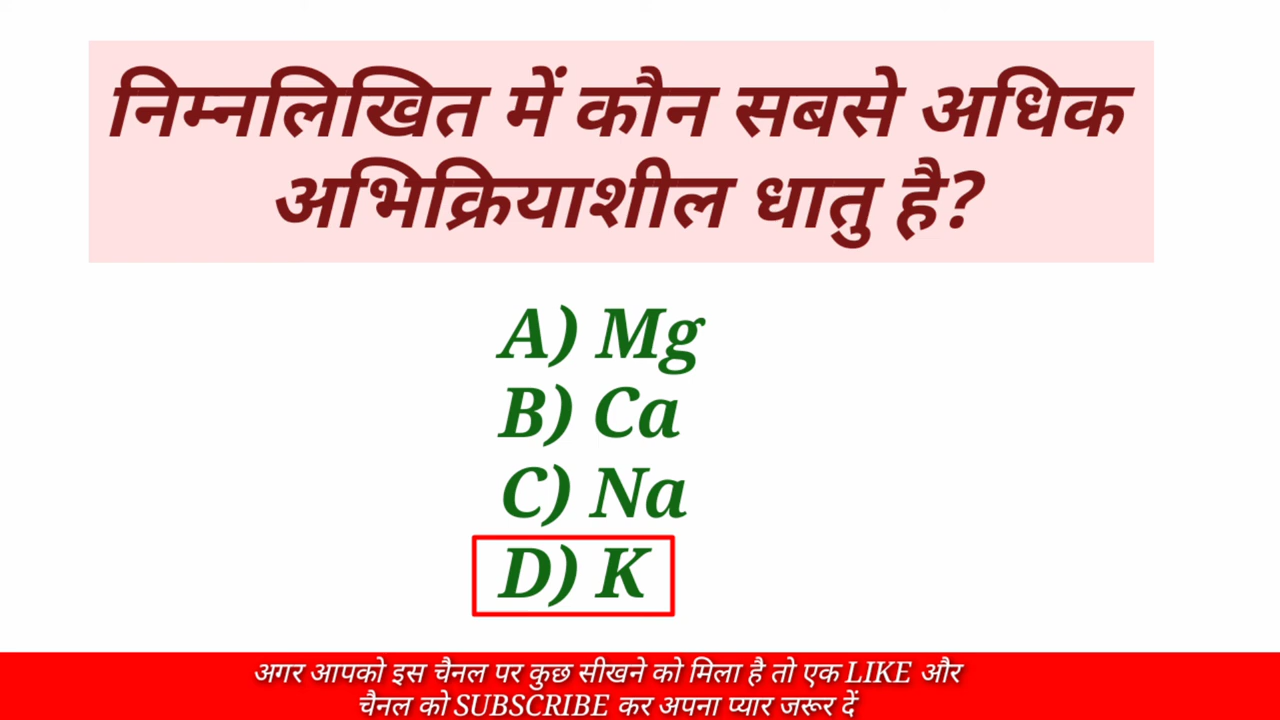 निम्नलिखित में कौन सबसे अधिक
अभिक्रियाशील धातु है?
A) Mg
B) Ca
C) Na
D) K
अगर आपको इस चैनल पर कुछ सीखने को मिला है तो एक LIKE और
चैनल को SUBSCRIBE कर अपना प्यार जरूर दें